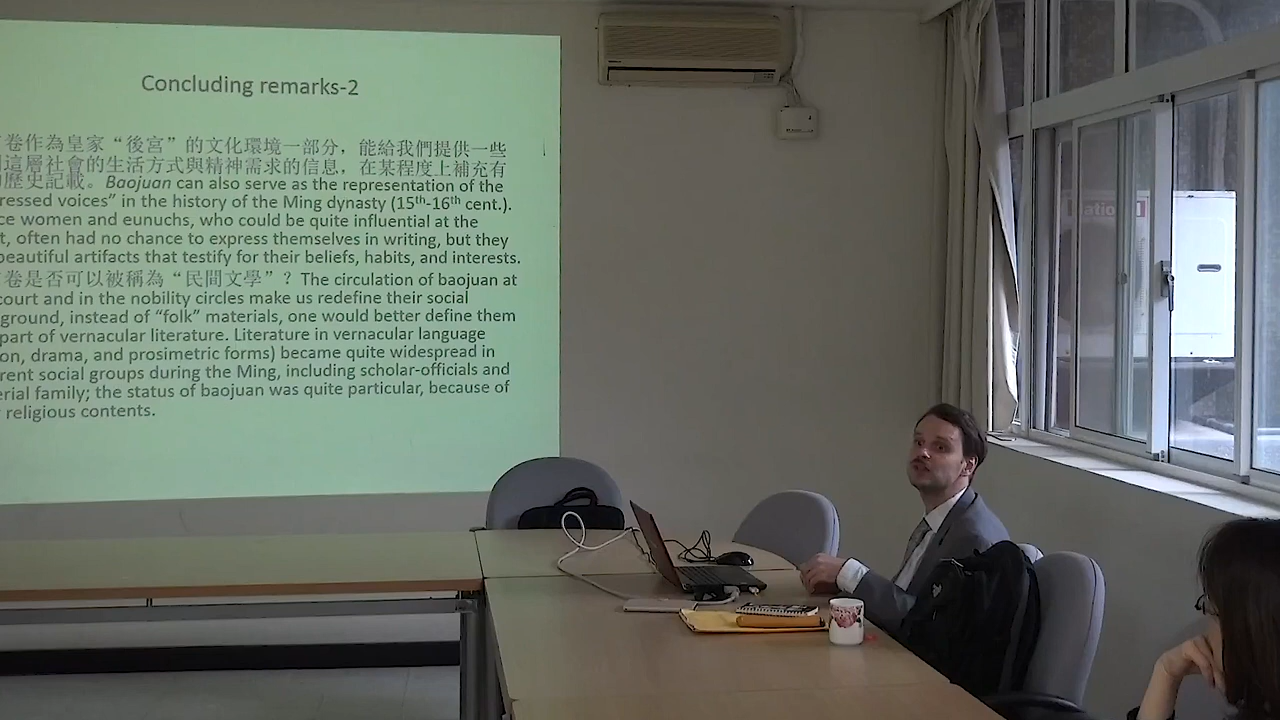 Concluding remarks-2
卷作為皇家“後宮”的文化環境一部分，能給我們提供一些
這層社會的生活方式與精神需求的信息，在某程度上補充有
歷史記載。Baojuan can also serve as the representation of the
ressed voices” in the history of the Ming dynasty (15th-16th cent.).
ce women and eunuchs, who could be quite influential at the
t, often had no chance to express themselves in writing, but they
beautiful artifacts that testify for their beliefs, habits, and interests.
卷是否可以被稱為“民間文學”？The circulation of baojuan at
court and in the nobility circles make us redefine their social
ground, instead of “folk” materials, one would better define them
part of vernacular literature. Literature in vernacular language
on, drama, and prosimetric forms) became quite widespread in
rent social groups during the Ming, including scholar-officials and
erial family; the status of baojuan was quite particular, because of
religious contents.